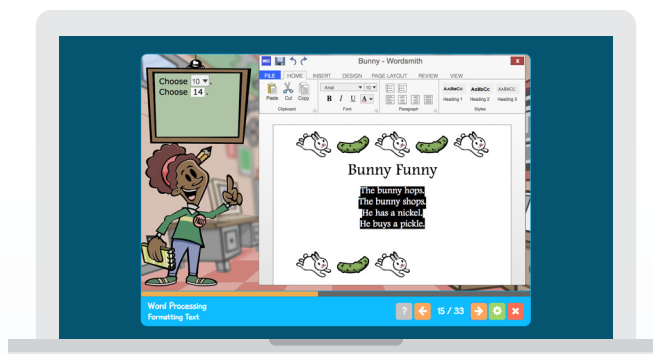 Choose 10 ▼.
Choose 14.
WD
Bunny - Wordsmith
x
FILE HOME INSERT DESIGN PAGE LAYOUT REVIEW VIEW
Paste Cut Copy
Clipboard
Arial 10
B I U A
Font
Paragraph
AaBbCc AaBbCc AaBbCc
Heading 1 Heading 2 Heading 3
Styles
Bunny Funny
The bunny hops.
The bunny shops.
He has a nickel.
He buys a pickle.
Word Processing
Formatting Text
? 15 / 33